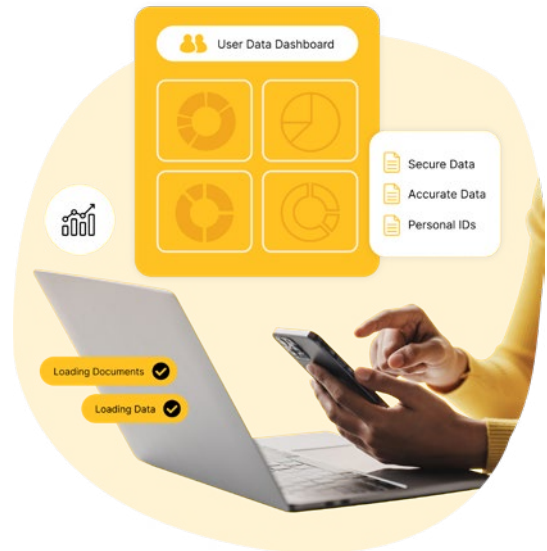 User Data Dashboard
Secure Data
Accurate Data
Personal IDs
Loading Documents
Loading Data